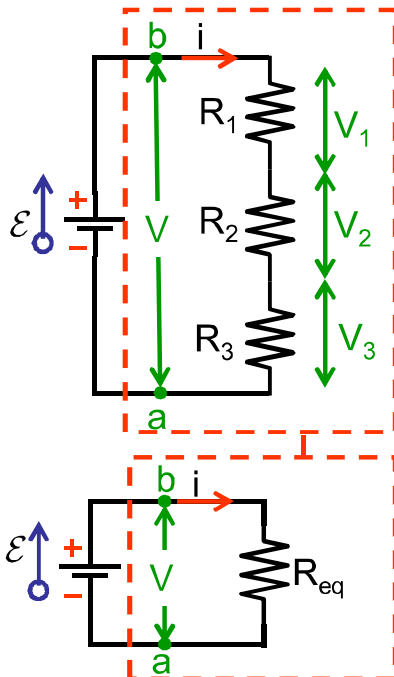 b i
R1 V1
+
ℰ V R2 V2
−
R3 V3
a
b i
+
ℰ V Req
−
a